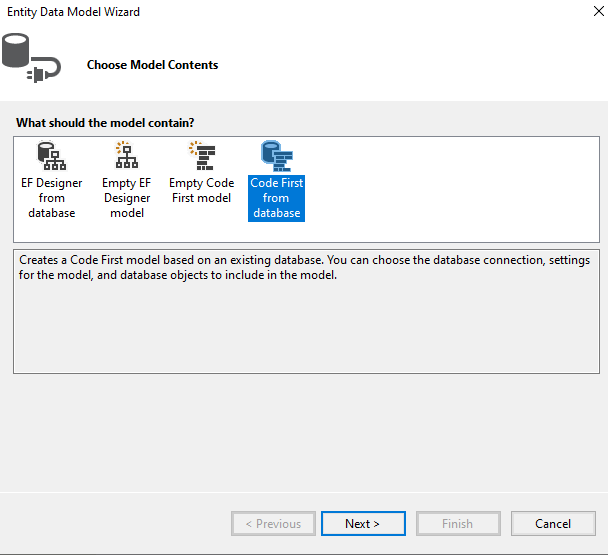 Entity Data Model Wizard
Choose Model Contents
What should the model contain?
EF Designer
from
database
Empty EF
Designer
model
Empty Code
First model
Code First
from
database
Creates a Code First model based on an existing database. You can choose the database connection, settings
for the model, and database objects to include in the model.
< Previous
Next >
Finish
Cancel